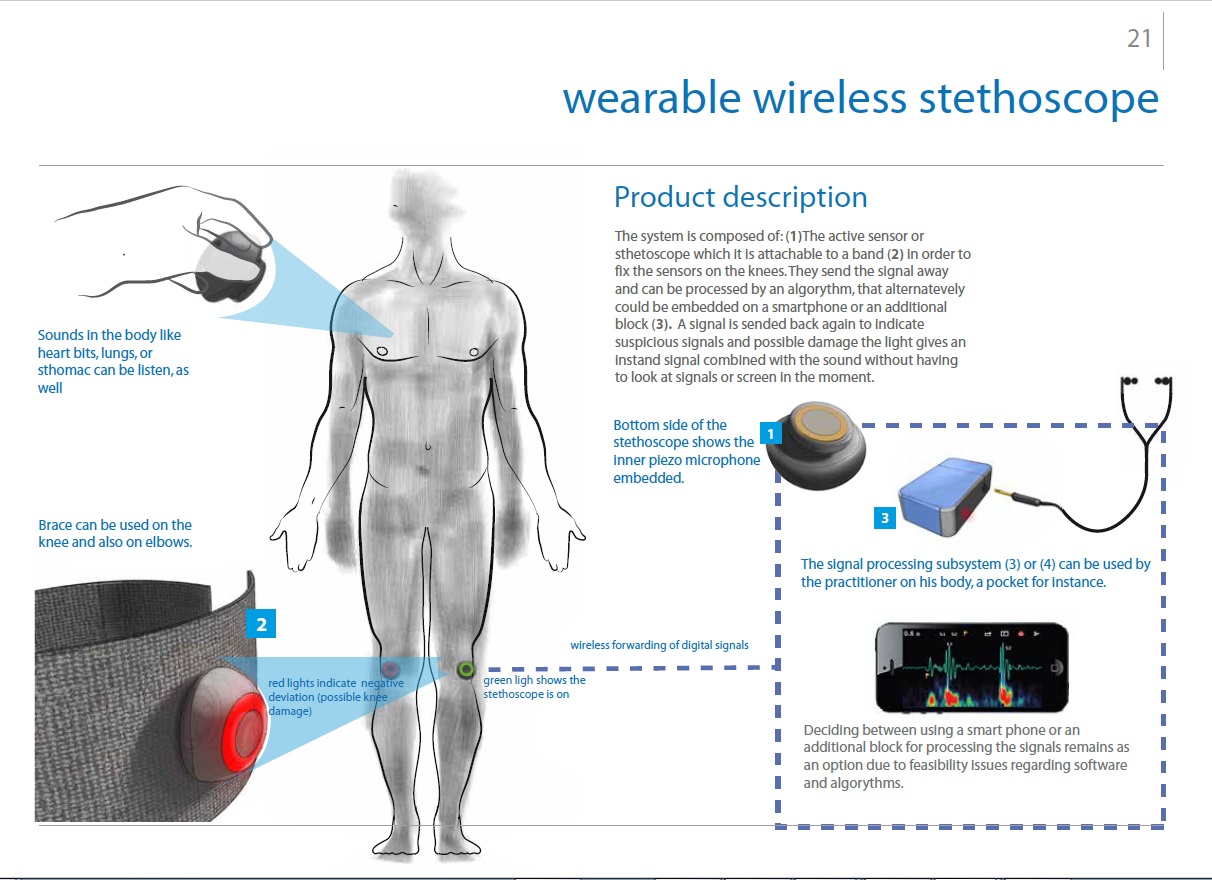 21
wearable wireless stethoscope
Product description
The system is composed of: (1)The active sensor or
sthetoscope which it is attachable to a band (2) in order to
fix the sensors on the knees. They send the signal away
and can be processed by an algorythm, that alternatevely
could be embedded on a smartphone or an additional
block (3). A signal is sended back again to indicate
suspicious signals and possible damage the light gives an
instand signal combined with the sound without having
to look at signals or screen in the moment.
Sounds in the body like
heart bits, lungs, or
sthomac can be listen, as
well
Bottom side of the
stethoscope shows the
inner piezo microphone
embedded.
1
3
Brace can be used on the
knee and also on elbows.
The signal processing subsystem (3) or (4) can be used by
the practitioner on his body, a pocket for instance.
2
wireless forwarding of digital signals
red lights indicate negative
deviation (possible knee
damage)
green ligh shows the
stethoscope is on
Deciding between using a smart phone or an
additional block for processing the signals remains as
an option due to feasibility issues regarding software
and algorythms.